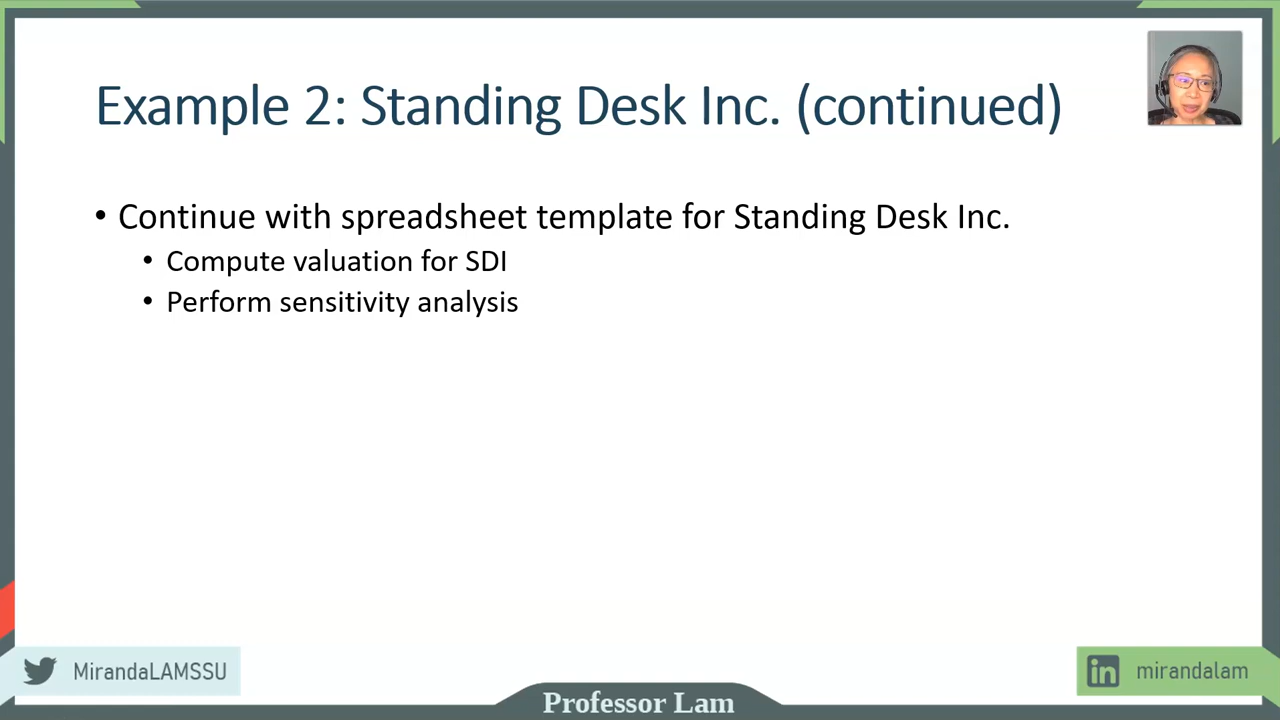 Example 2: Standing Desk Inc. (continued)
• Continue with spreadsheet template for Standing Desk Inc.
• Compute valuation for SDI
• Perform sensitivity analysis
MirandaLAMSSU
in mirandalam
Professor Lam